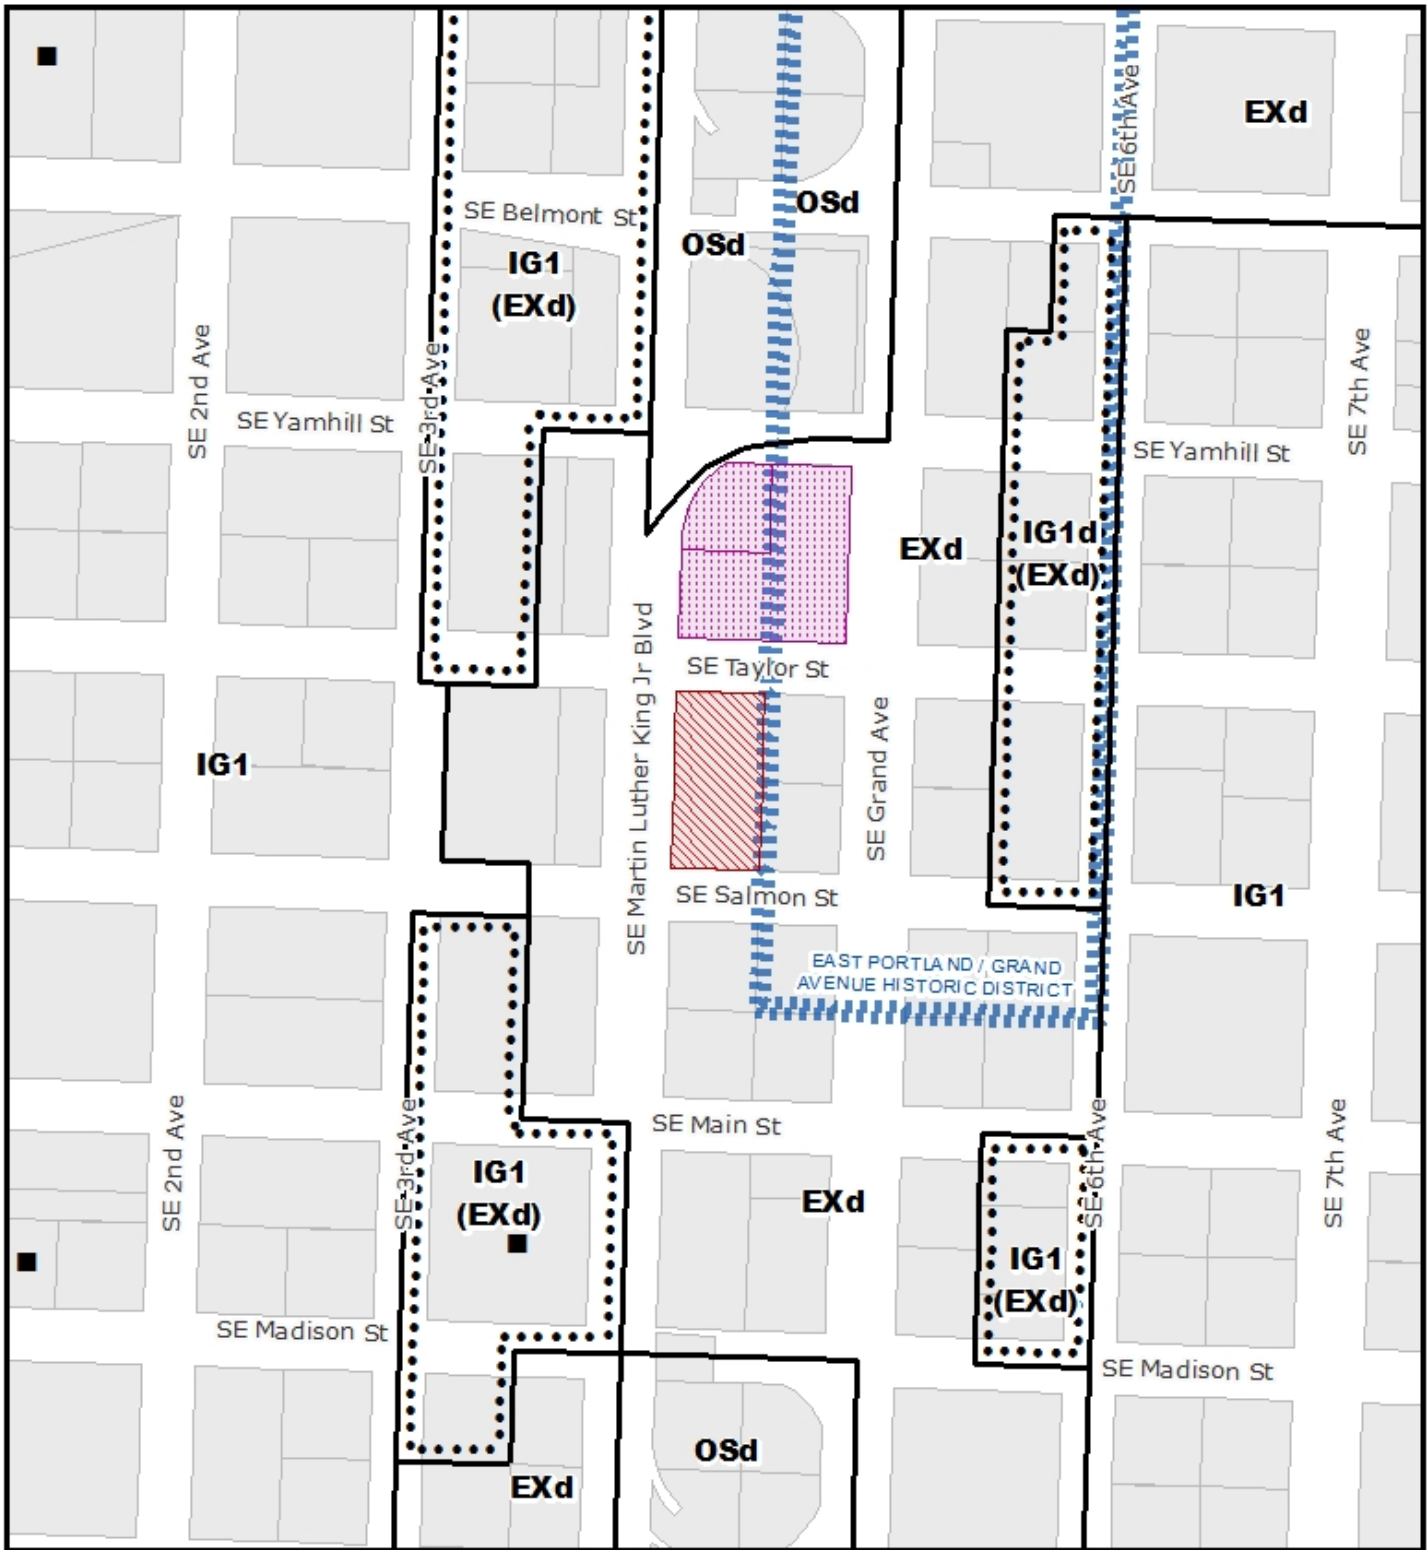 EXd
SE 6th Ave
OSd
SE Belmont St
OSd
IG1
(EXd)
SE 2nd Ave
SE 3rd Ave
SE 7th Ave
SE Yamhill St
SE Yamhill St
IG1d
(EXd)
EXd
SE Martin Luther King Jr Blvd
SE Taylor St
IG1
SE Grand Ave
SE Salmon St
IG1
EAST PORTLAND / GRAND
AVENUE HISTORIC DISTRICT
SE 2nd Ave
SE 3rd Ave
SE Main St
SE 6th Ave
SE 7th Ave
IG1
(EXd)
EXd
IG1
(EXd)
SE Madison St
SE Madison St
OSd
EXd